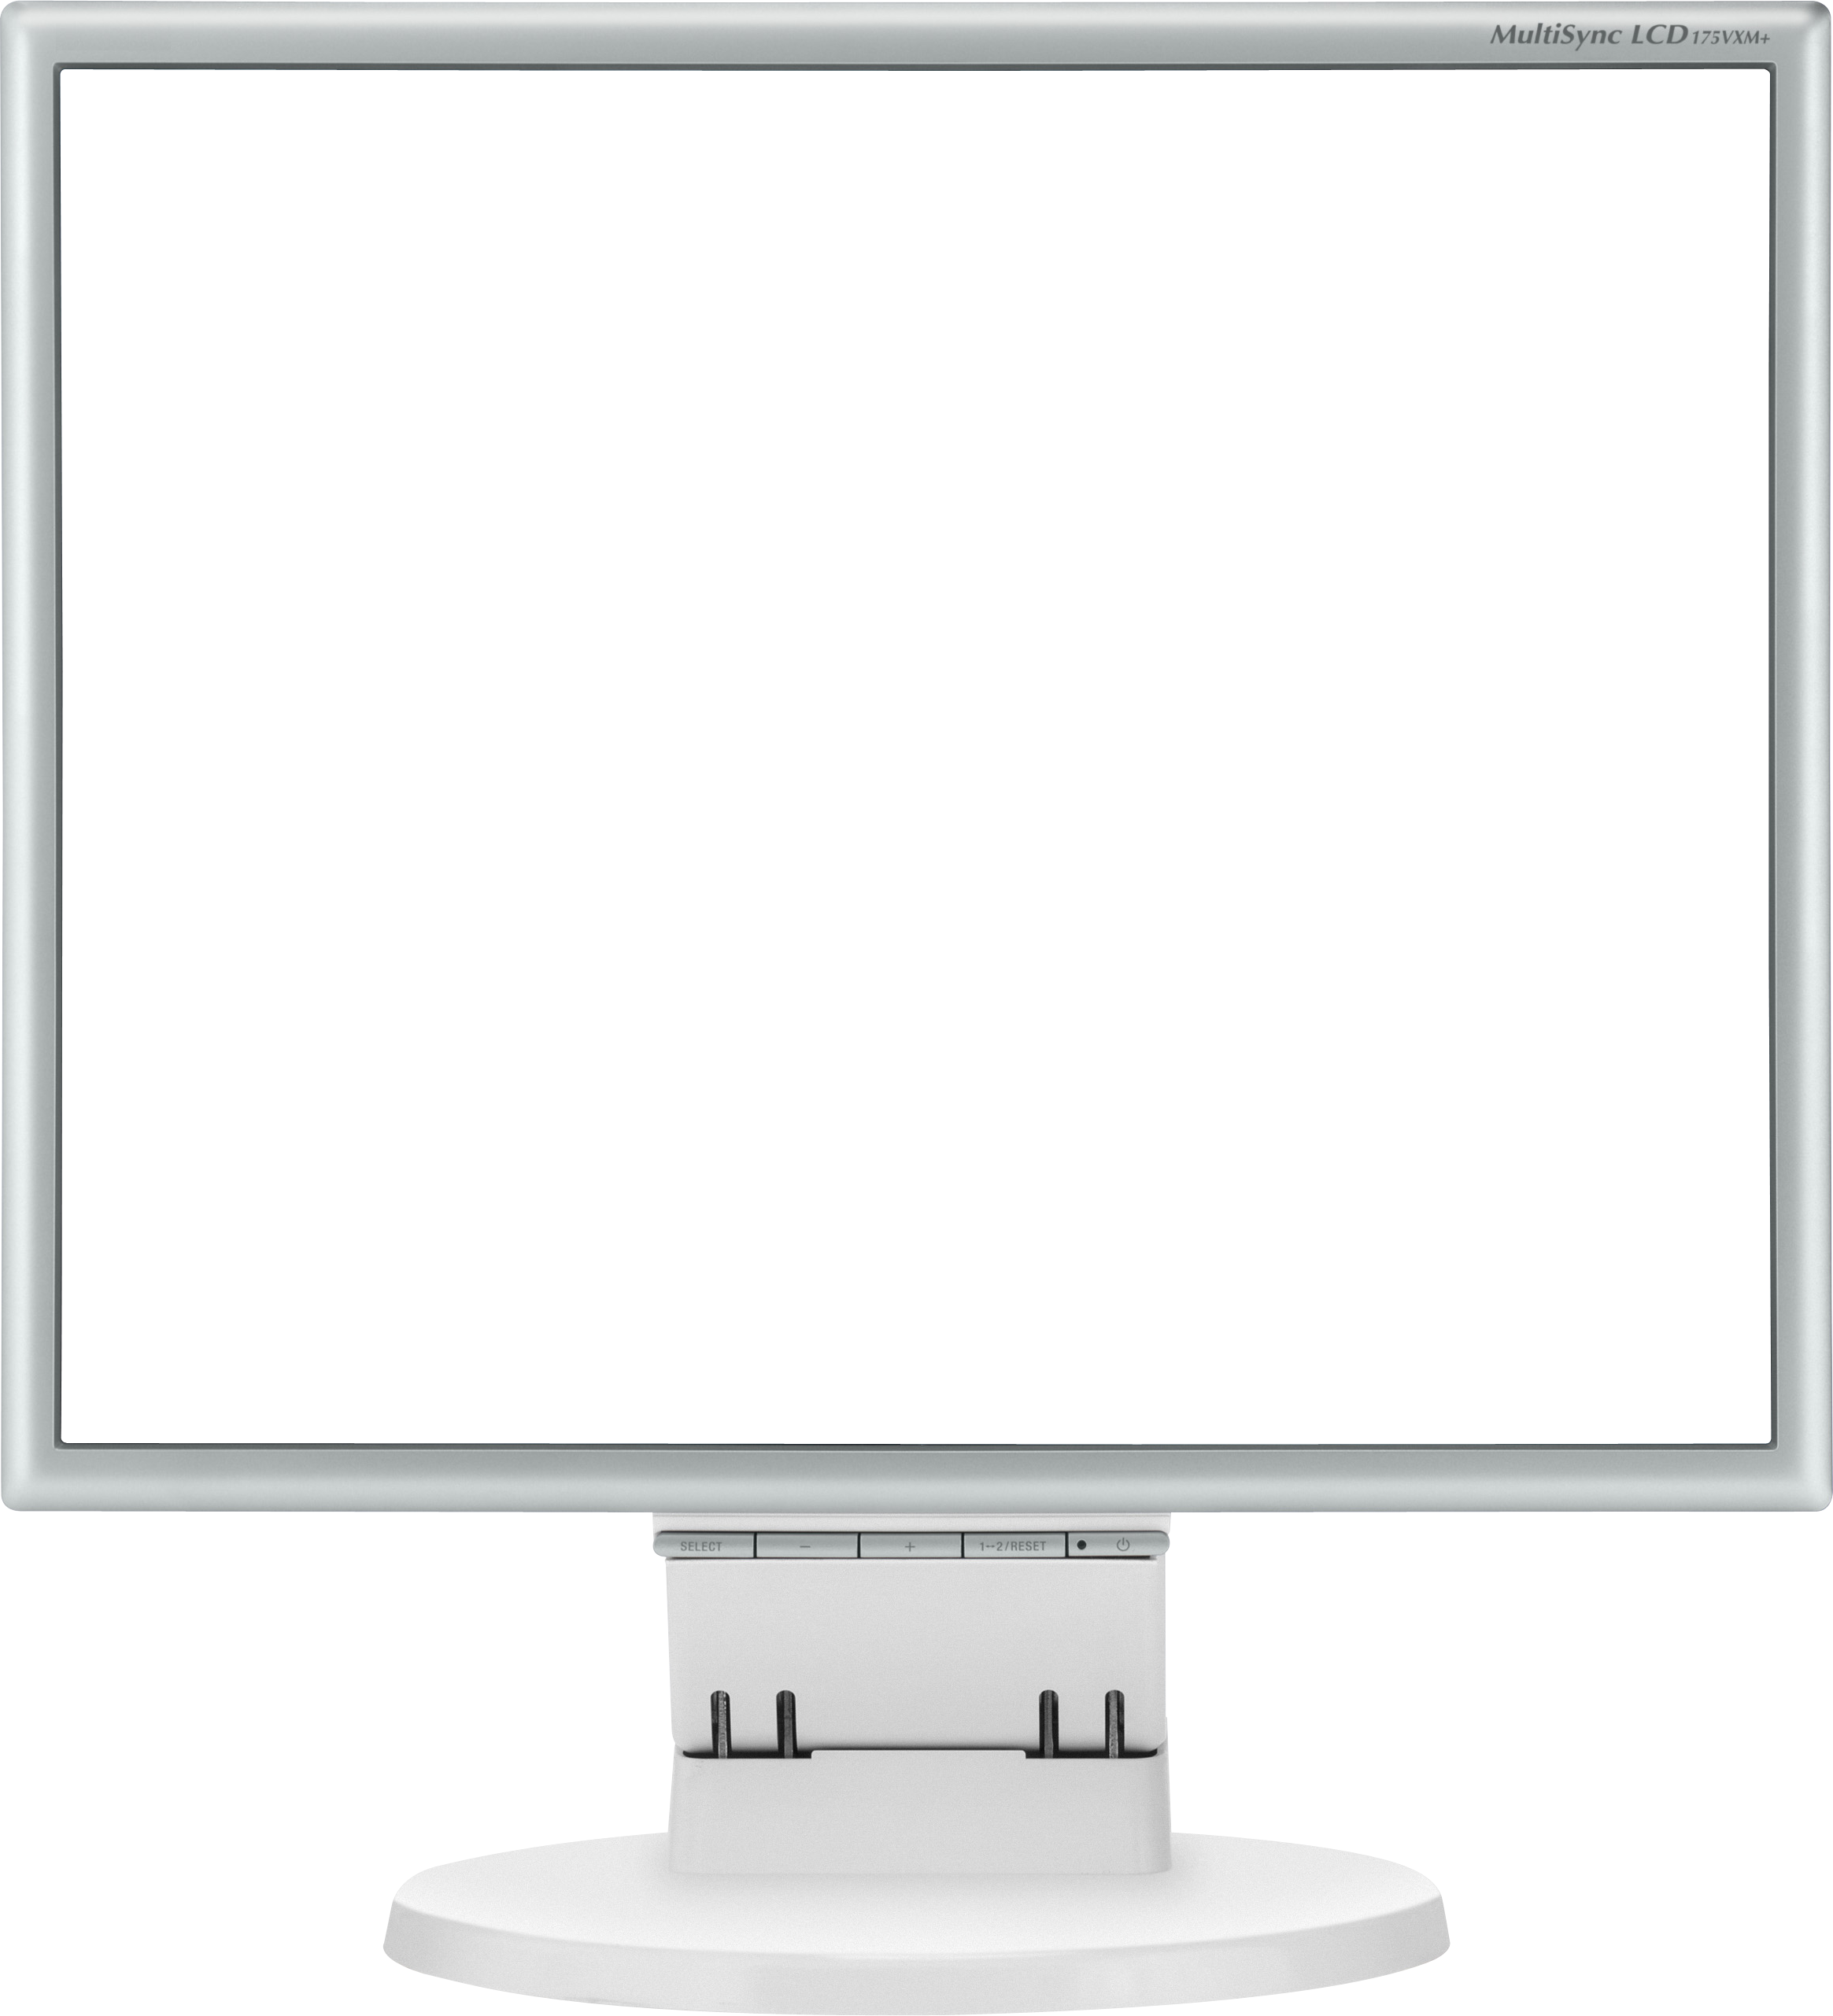 MultiSync LCD 175VXM+
SELECT − + 1↔2/RESET